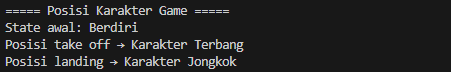 ===== Posisi Karakter Game =====
State awal: Berdiri
Posisi take off → Karakter Terbang
Posisi landing → Karakter Jongkok